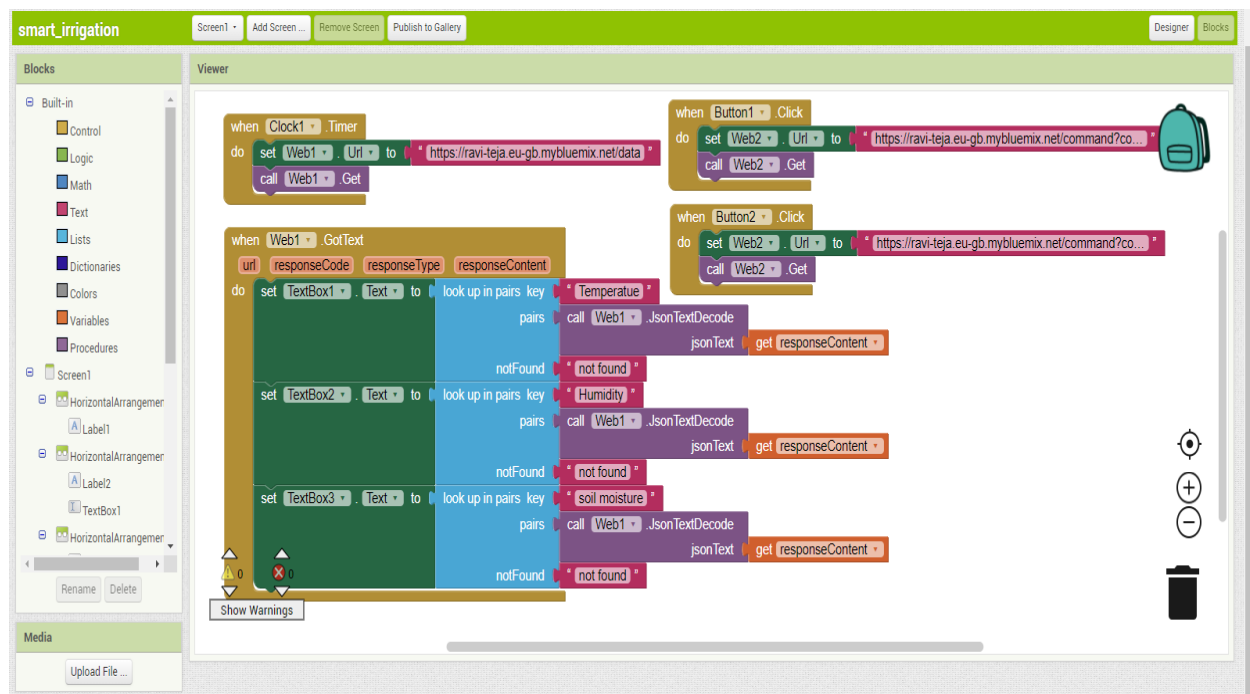 smart_irrigation
Screen1
Add Screen ...
Remove Screen
Publish to Gallery
Designer
Blocks
Blocks
Built-in
Control
Logic
Math
Text
Lists
Dictionaries
Colors
Variables
Procedures
Screen1
HorizontalArrangemer
Label1
HorizontalArrangemer
Label2
TextBox1
HorizontalArrangemer
Rename
Delete
Media
Upload File ...
Viewer
when Clock1 .Timer
do set Web1 . Url to " https://ravi-teja.eu-gb.mybluemix.net/data "
call Web1 .Get
when Button1 .Click
do set Web2 . Url to " https://ravi-teja.eu-gb.mybluemix.net/command?co... "
call Web2 .Get
when Button2 .Click
do set Web2 . Url to " https://ravi-teja.eu-gb.mybluemix.net/command?co... "
call Web2 .Get
when Web1 .GotText
url responseCode responseType responseContent
do set TextBox1 . Text to look up in pairs key " Temperatue "
pairs call Web1 .JsonTextDecode
jsonText get responseContent
notFound " not found "
set TextBox2 . Text to look up in pairs key " Humidity "
pairs call Web1 .JsonTextDecode
jsonText get responseContent
notFound " not found "
set TextBox3 . Text to look up in pairs key " soil moisture "
pairs call Web1 .JsonTextDecode
jsonText get responseContent
notFound " not found "
0 0
Show Warnings